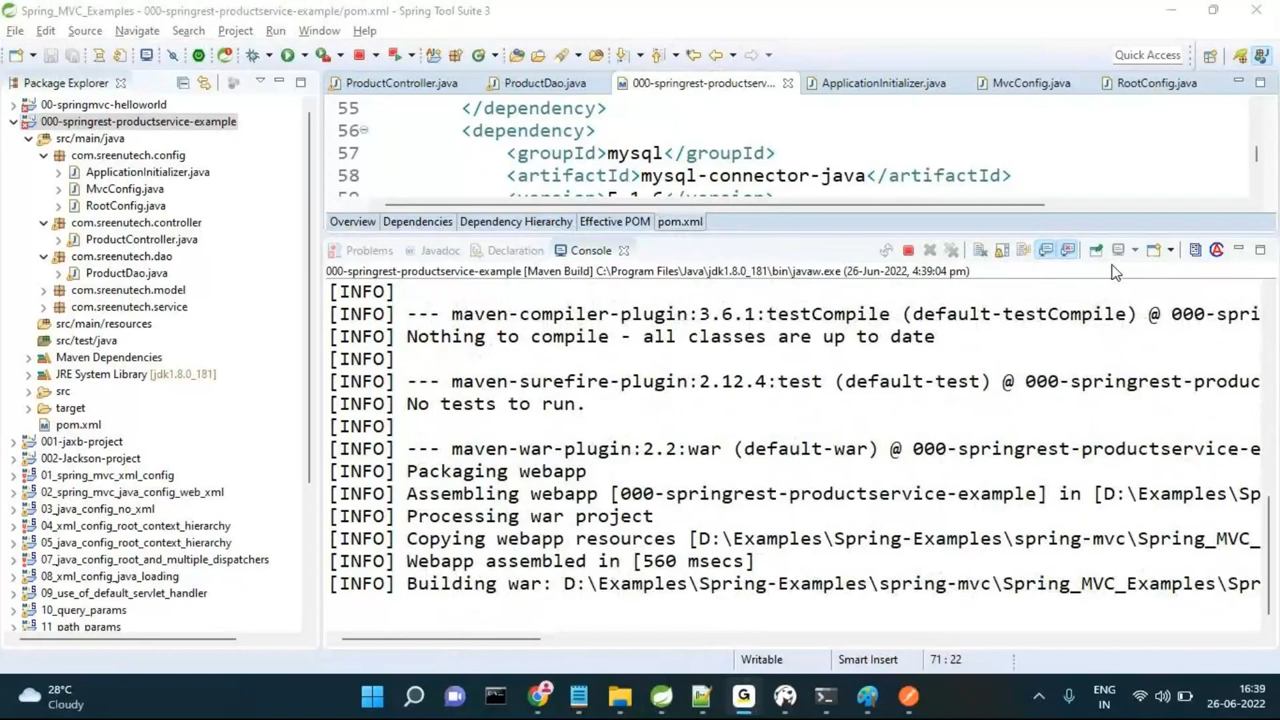 Spring_MVC_Examples - 000-springrest-productservice-example/pom.xml - Spring Tool Suite 3
File Edit Source Navigate Search Project Run Window Help
Quick Access
Package Explorer
00-springmvc-helloworld
000-springrest-productservice-example
src/main/java
com.sreenutech.config
ApplicationInitializer.java
MvcConfig.java
RootConfig.java
com.sreenutech.controller
ProductController.java
com.sreenutech.dao
ProductDao.java
com.sreenutech.model
com.sreenutech.service
src/main/resources
src/test/java
Maven Dependencies
JRE System Library [jdk1.8.0_181]
src
target
pom.xml
001-jaxb-project
002-Jackson-project
01_spring_mvc_xml_config
02_spring_mvc_java_config_web_xml
03_java_config_no_xml
04_xml_config_root_context_hierarchy
05_java_config_root_context_hierarchy
07_java_config_root_and_multiple_dispatchers
08_xml_config_java_loading
09_use_of_default_servlet_handler
10_query_params
11_path_params
ProductController.java ProductDao.java 000-springrest-productserv... ApplicationInitializer.java MvcConfig.java RootConfig.java
55 </dependency>
56 <dependency>
57 <groupId>mysql</groupId>
58 <artifactId>mysql-connector-java</artifactId>
Overview Dependencies Dependency Hierarchy Effective POM pom.xml
Problems Javadoc Declaration Console
000-springrest-productservice-example [Maven Build] C:\Program Files\Java\jdk1.8.0_181\bin\javaw.exe (26-Jun-2022, 4:39:04 pm)
[INFO]
[INFO] --- maven-compiler-plugin:3.6.1:testCompile (default-testCompile) @ 000-spri
[INFO] Nothing to compile - all classes are up to date
[INFO]
[INFO] --- maven-surefire-plugin:2.12.4:test (default-test) @ 000-springrest-produc
[INFO] No tests to run.
[INFO]
[INFO] --- maven-war-plugin:2.2:war (default-war) @ 000-springrest-productservice-e
[INFO] Packaging webapp
[INFO] Assembling webapp [000-springrest-productservice-example] in [D:\Examples\Sp
[INFO] Processing war project
[INFO] Copying webapp resources [D:\Examples\Spring-Examples\spring-mvc\Spring_MVC_
[INFO] Webapp assembled in [560 msecs]
[INFO] Building war: D:\Examples\Spring-Examples\spring-mvc\Spring_MVC_Examples\Spr
Writable Smart Insert 71 : 22
28°C
Cloudy
ENG
IN
16:39
26-06-2022